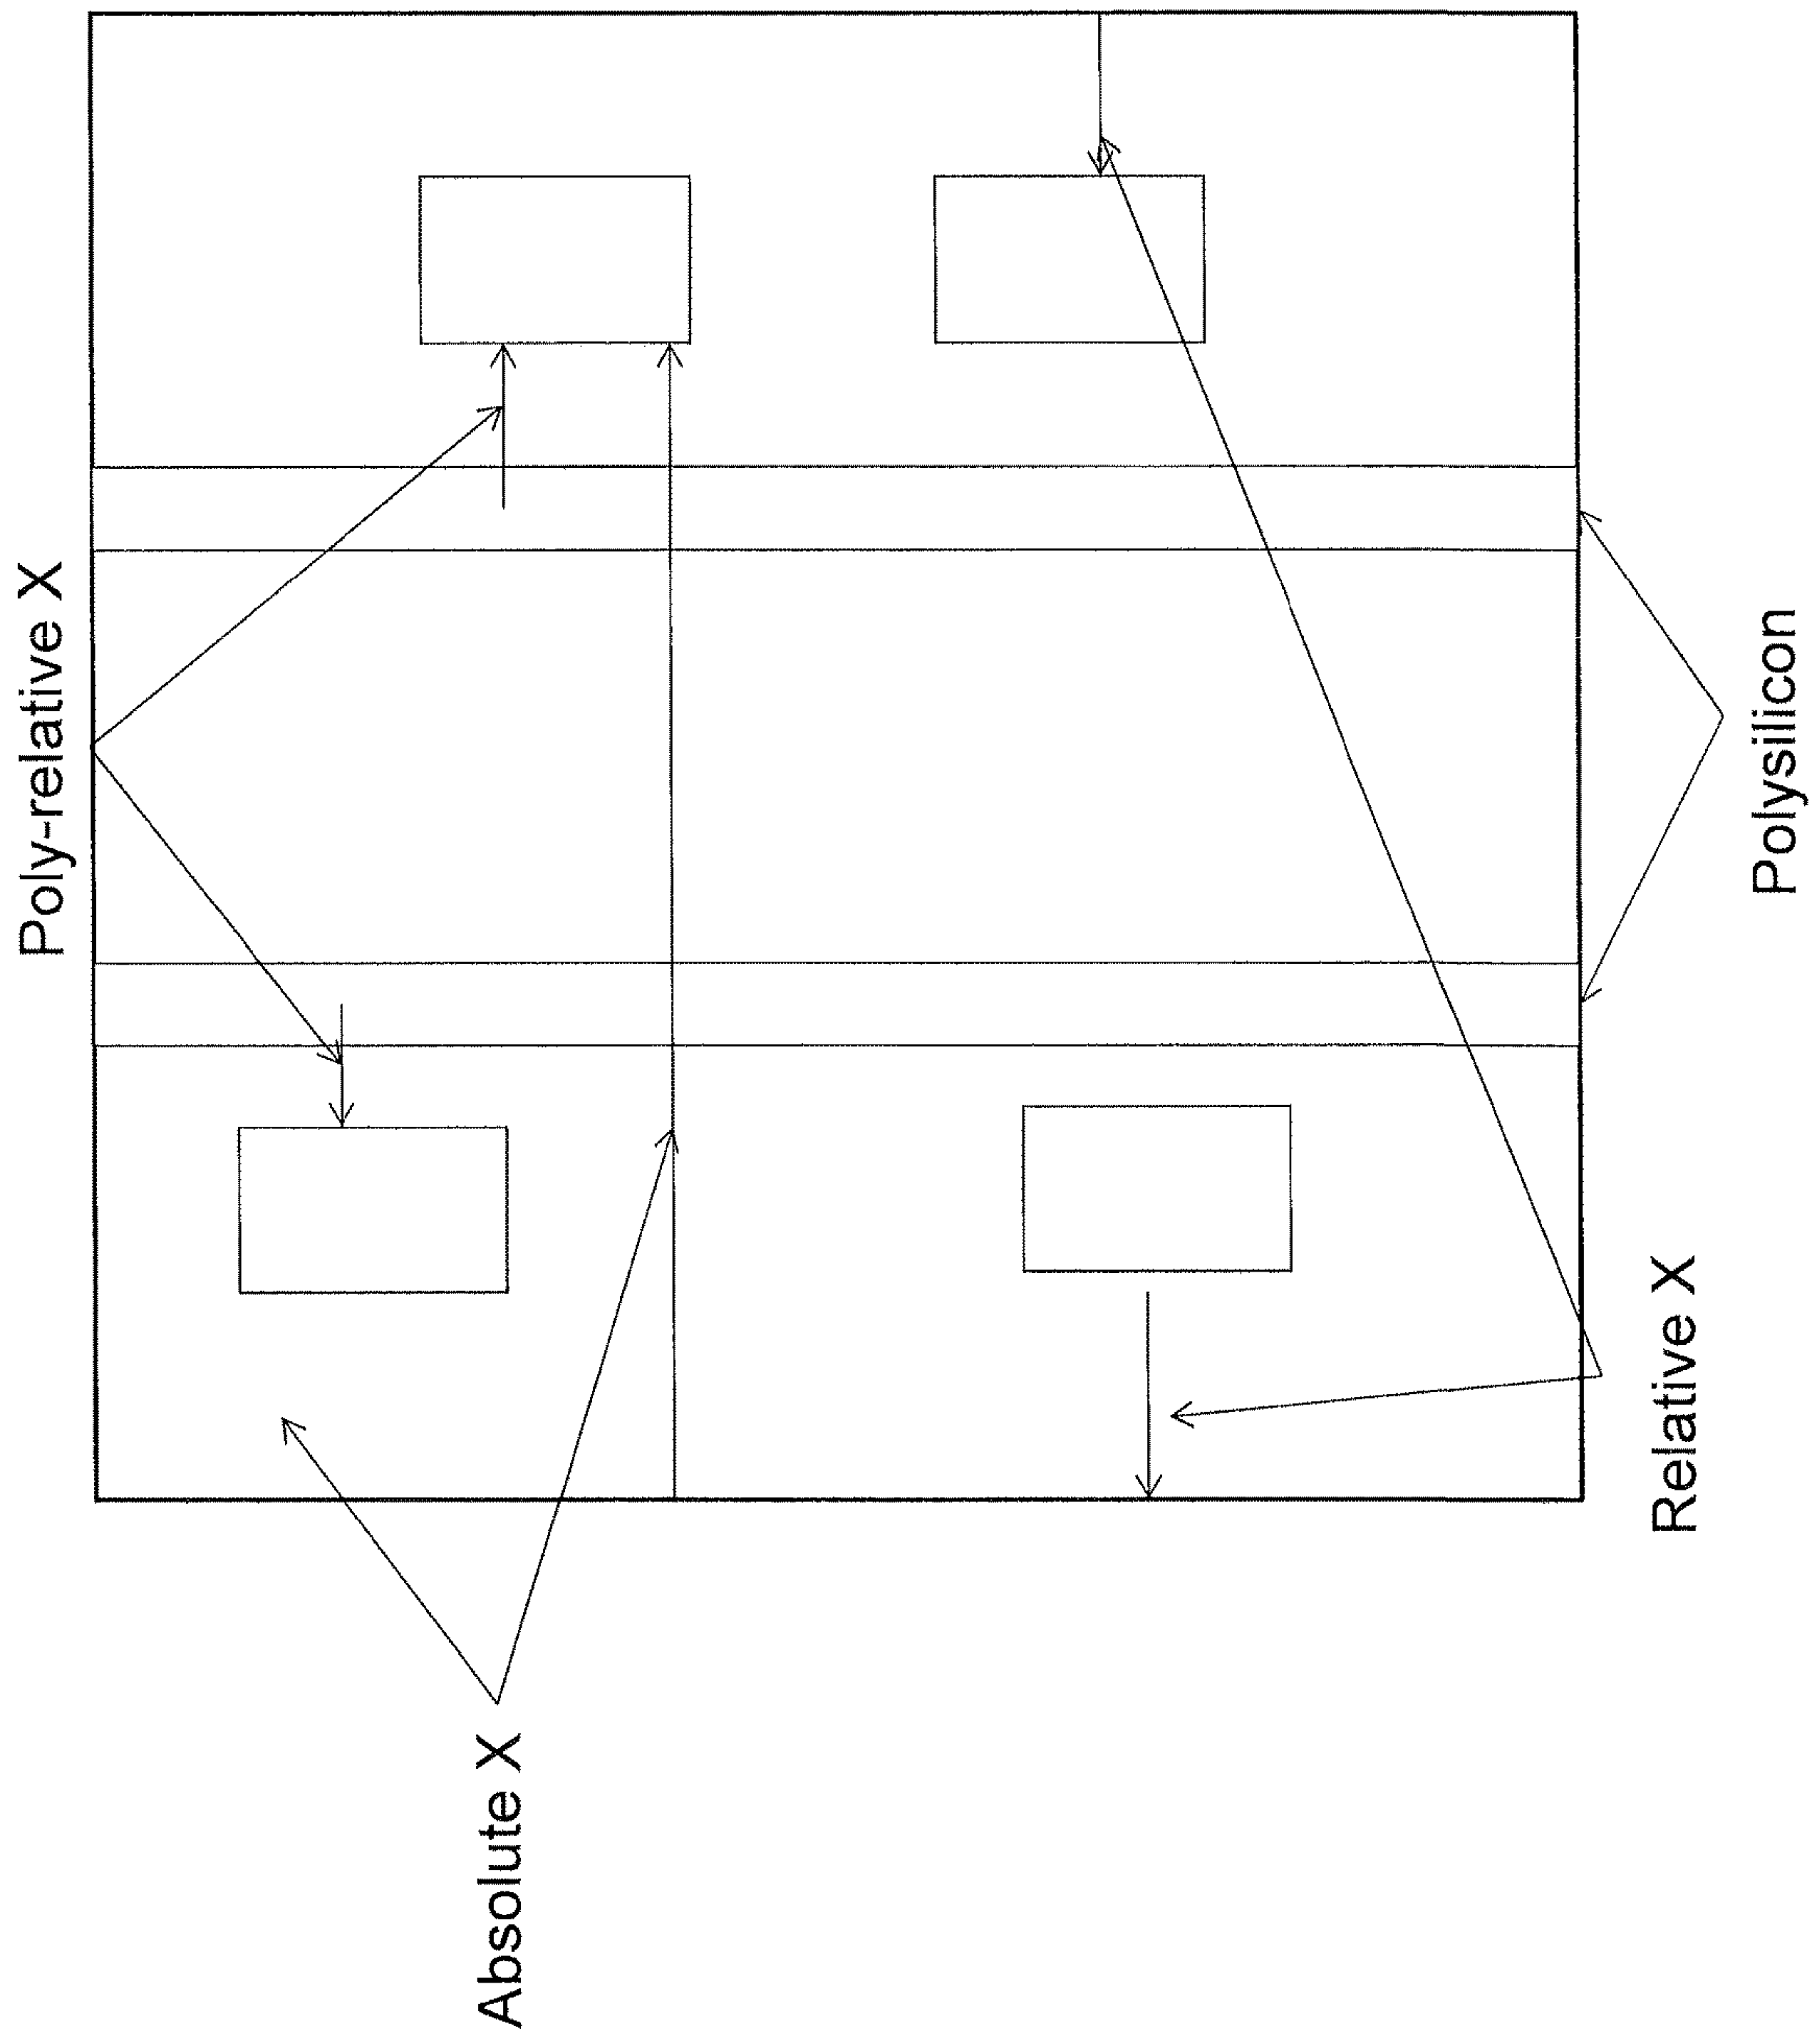 Poly-relative X
Absolute X
Relative X
Polysilicon